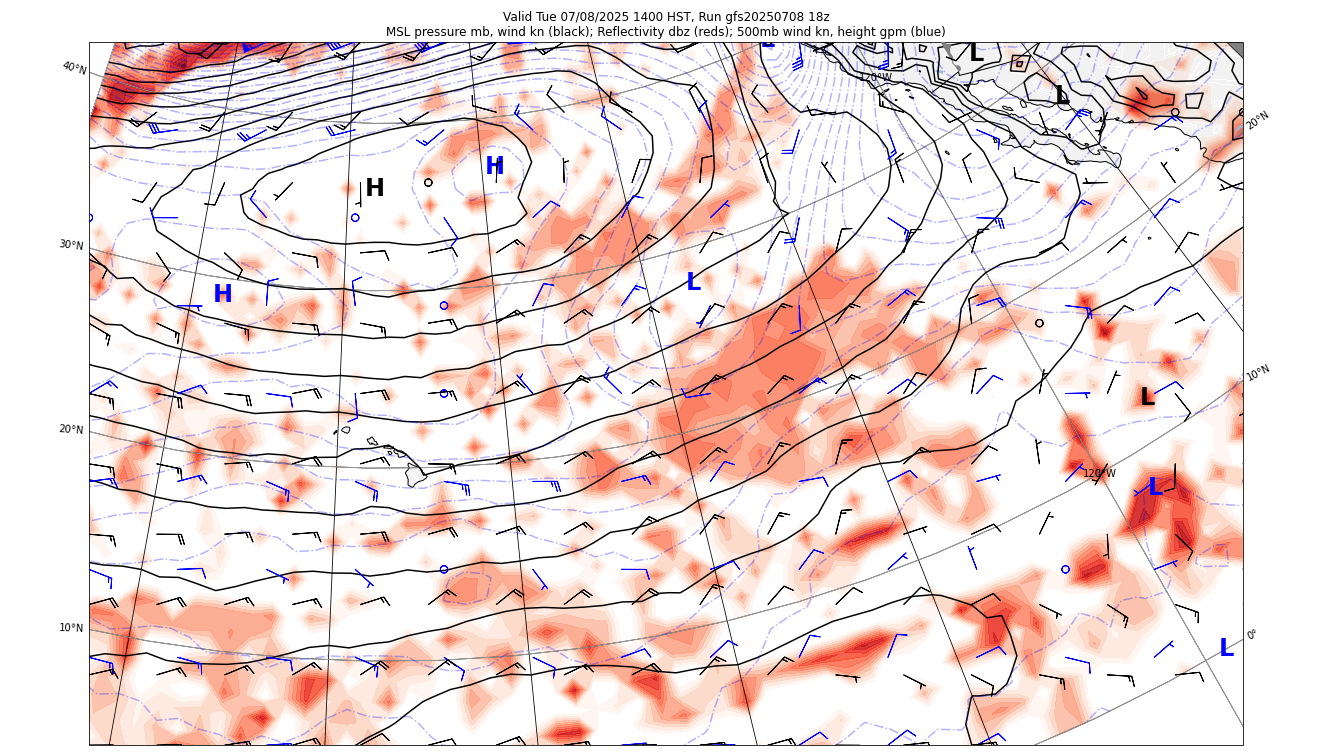 Valid Tue 07/08/2025 1400 HST, Run gfs20250708 18z
MSL pressure mb, wind kn (black); Reflectivity dbz (reds); 500mb wind kn, height gpm (blue)
L
L
40°N
120°W
L
20°N
H
H
30°N
H
L
10°N
L
20°N
120°W
L
10°N
0°
L